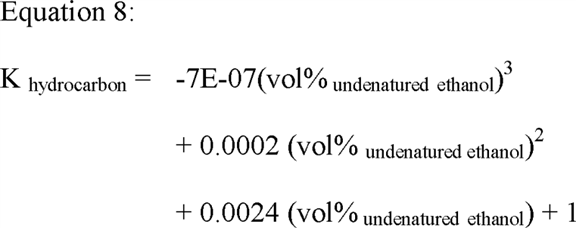 Equation 8:
K hydrocarbon = -7E-07(vol% undenatured ethanol)³
+ 0.0002 (vol% undenatured ethanol)²
+ 0.0024 (vol% undenatured ethanol) + 1